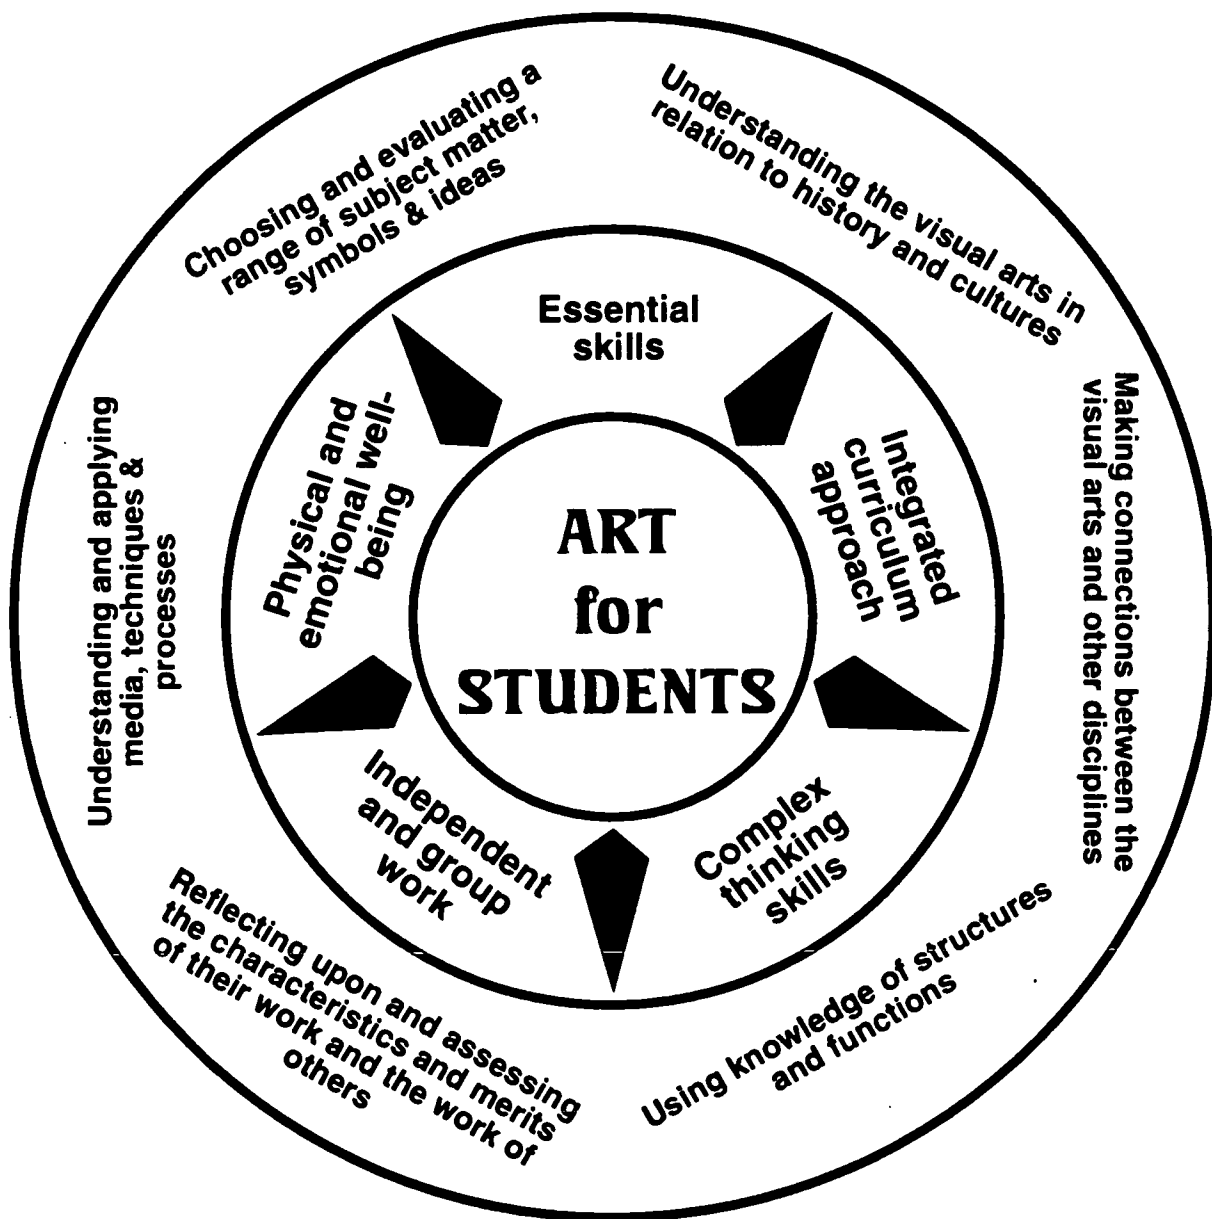 Choosing and evaluating a
range of subject matter,
symbols & ideas
Understanding the visual arts in
relation to history and cultures
Making connections between the
visual arts and other disciplines
Using knowledge of structures
and functions
Reflecting upon and assessing
the characteristics and merits
of their work and the work of
others
Understanding and applying
media, techniques &
processes
Essential
skills
Integrated
curriculum
approach
Complex
thinking
skills
Independent
and group
work
Physical and
emotional well-
being
ART
for
STUDENTS